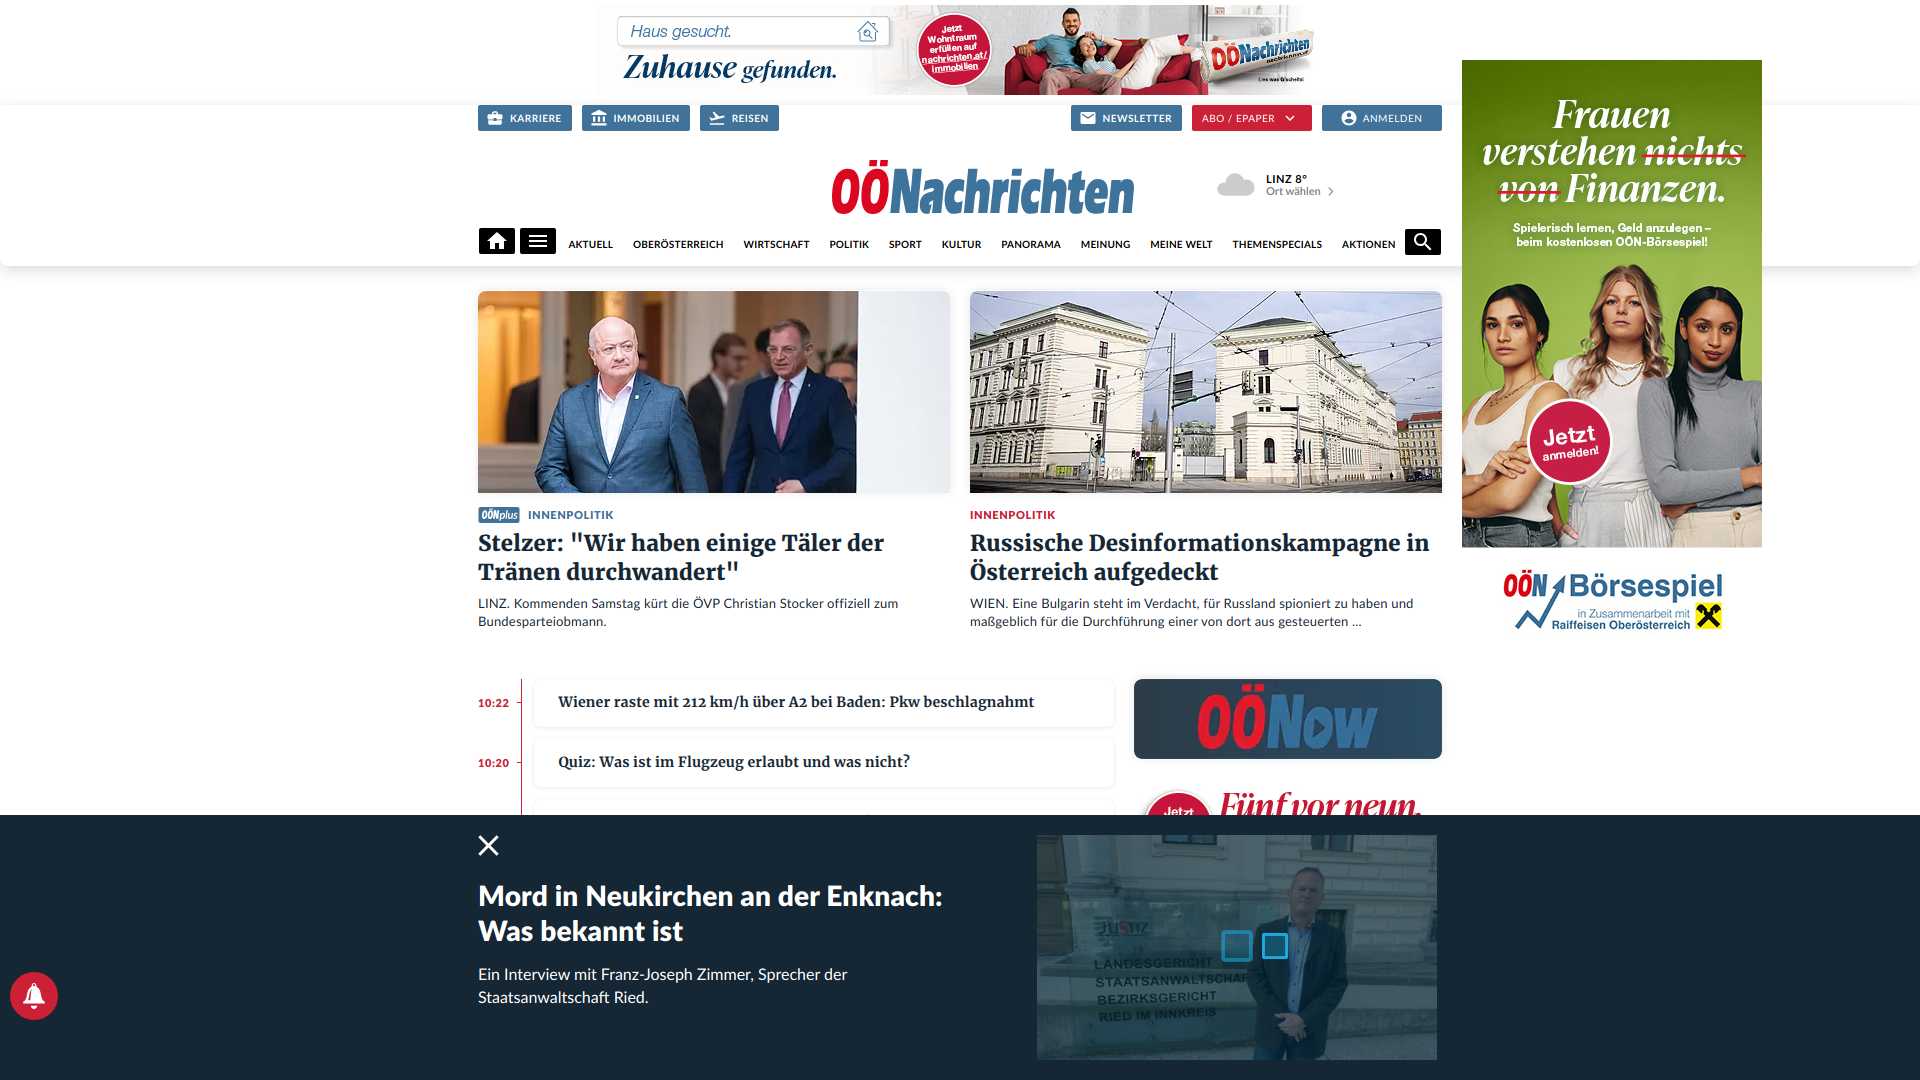 Haus gesucht.
Zuhause gefunden.
Jetzt
Wohntraum
erfüllen auf
nachrichten.at/
immobilien
OÖNachrichten
Lies was G'scheits!
KARRIERE
IMMOBILIEN
REISEN
NEWSLETTER
ABO / EPAPER
ANMELDEN
OÖNachrichten
LINZ 8°
Ort wählen
AKTUELL
OBERÖSTERREICH
WIRTSCHAFT
POLITIK
SPORT
KULTUR
PANORAMA
MEINUNG
MEINE WELT
THEMENSPECIALS
AKTIONEN
Frauen
verstehen nichts
von Finanzen.
Spielerisch lernen, Geld anzulegen –
beim kostenlosen OÖN-Börsespiel!
Jetzt
anmelden!
OÖN Börsespiel
in Zusammenarbeit mit
Raiffeisen Oberösterreich
OÖNplus INNENPOLITIK
Stelzer: "Wir haben einige Täler der
Tränen durchwandert"
LINZ. Kommenden Samstag kürt die ÖVP Christian Stocker offiziell zum
Bundesparteiobmann.
INNENPOLITIK
Russische Desinformationskampagne in
Österreich aufgedeckt
WIEN. Eine Bulgarin steht im Verdacht, für Russland spioniert zu haben und
maßgeblich für die Durchführung einer von dort aus gesteuerten ...
10:22 Wiener raste mit 212 km/h über A2 bei Baden: Pkw beschlagnahmt
10:20 Quiz: Was ist im Flugzeug erlaubt und was nicht?
OÖNow
Jetzt
Fünf vor neun.
Mord in Neukirchen an der Enknach:
Was bekannt ist
Ein Interview mit Franz-Joseph Zimmer, Sprecher der
Staatsanwaltschaft Ried.
JUSTIZ
LANDESGERICHT
STAATSANWALTSCHAF
BEZIRKSGERICHT
RIED IM INNKREIS